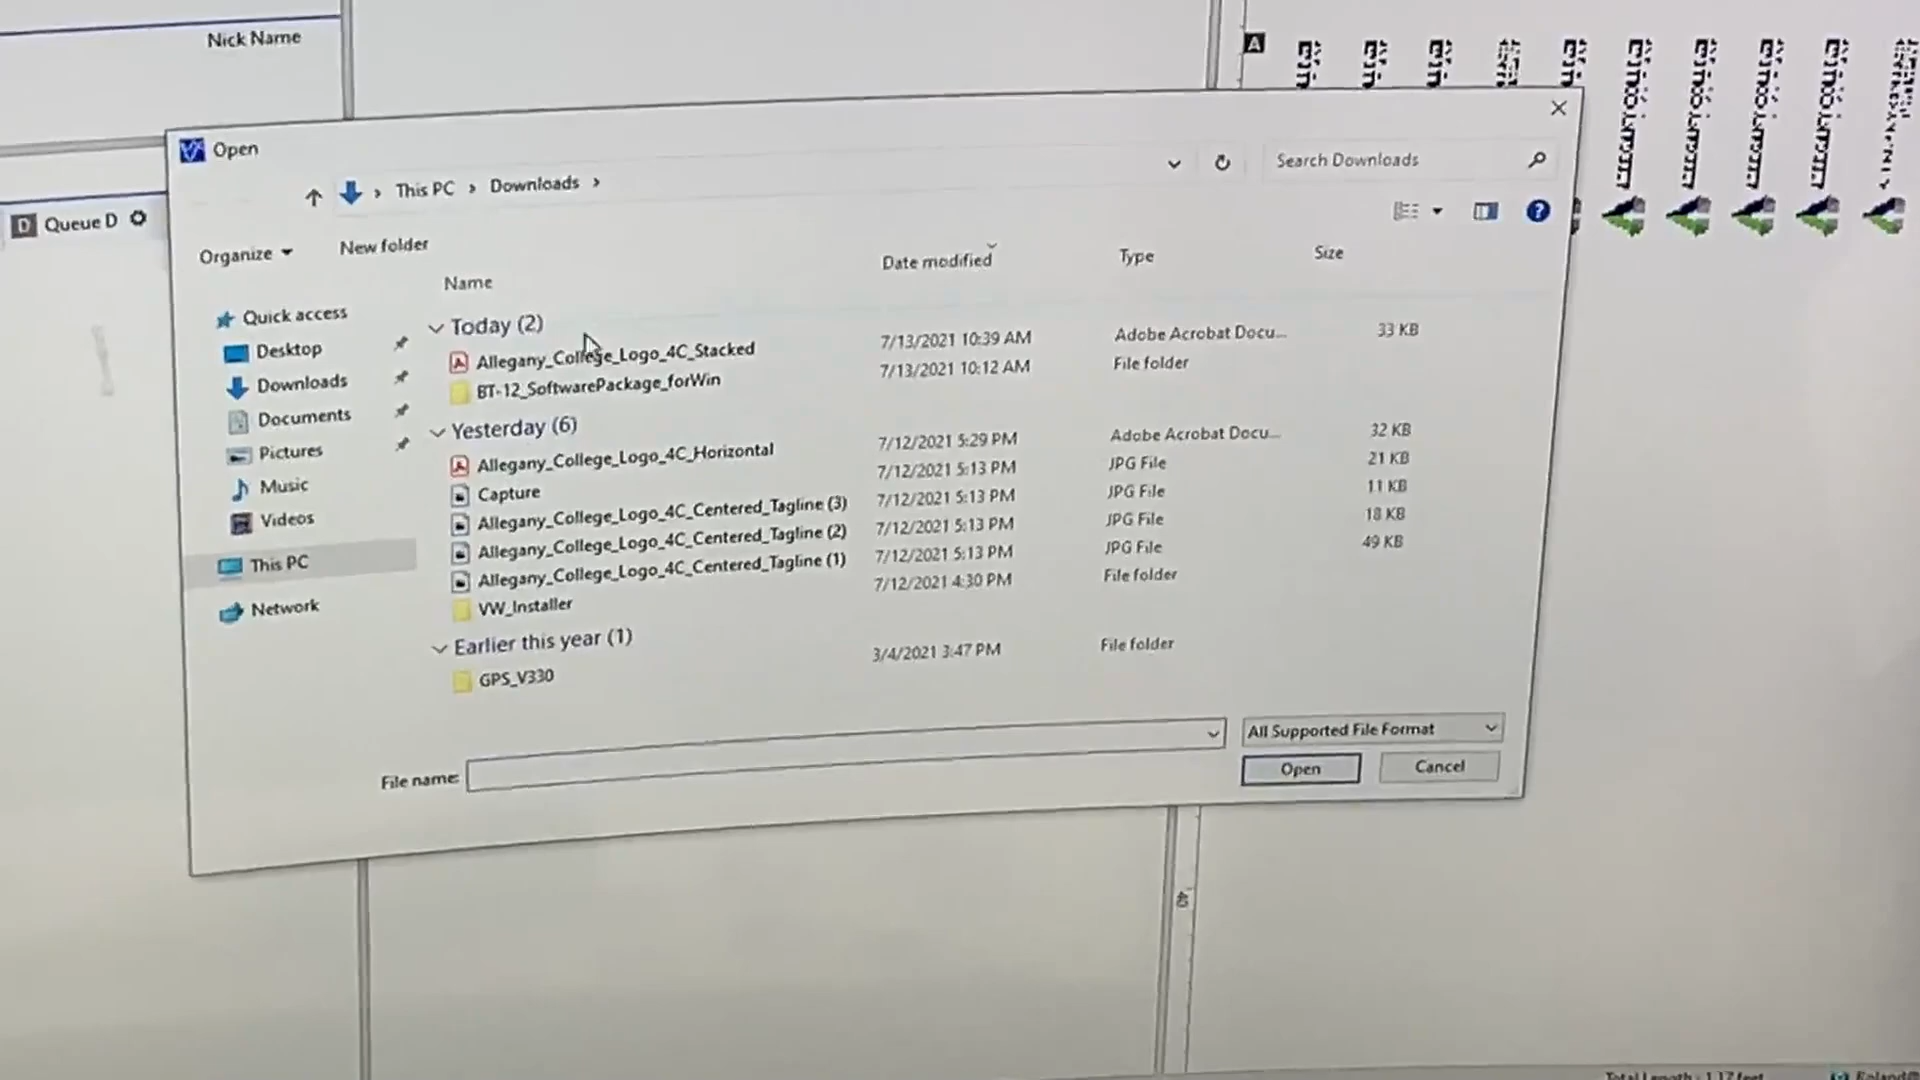 Nick Name
A
Open
This PC > Downloads >
Search Downloads
D Queue D
Organize
New folder
Name
Date modified
Type
Size
Quick access
Desktop
Downloads
Documents
Pictures
Music
Videos
This PC
Network
Today (2)
Allegany_College_Logo_4C_Stacked 7/13/2021 10:39 AM Adobe Acrobat Docu... 33 KB
BT-12_SoftwarePackage_forWin 7/13/2021 10:12 AM File folder
Yesterday (6)
Allegany_College_Logo_4C_Horizontal 7/12/2021 5:29 PM Adobe Acrobat Docu... 32 KB
Capture 7/12/2021 5:13 PM JPG File 21 KB
Allegany_College_Logo_4C_Centered_Tagline (3) 7/12/2021 5:13 PM JPG File 11 KB
Allegany_College_Logo_4C_Centered_Tagline (2) 7/12/2021 5:13 PM JPG File 18 KB
Allegany_College_Logo_4C_Centered_Tagline (1) 7/12/2021 5:13 PM JPG File 49 KB
VW_Installer 7/12/2021 4:30 PM File folder
Earlier this year (1)
GPS_V330 3/4/2021 3:47 PM File folder
File name:
All Supported File Format
Open
Cancel
40
Total Length : 1.17 feet